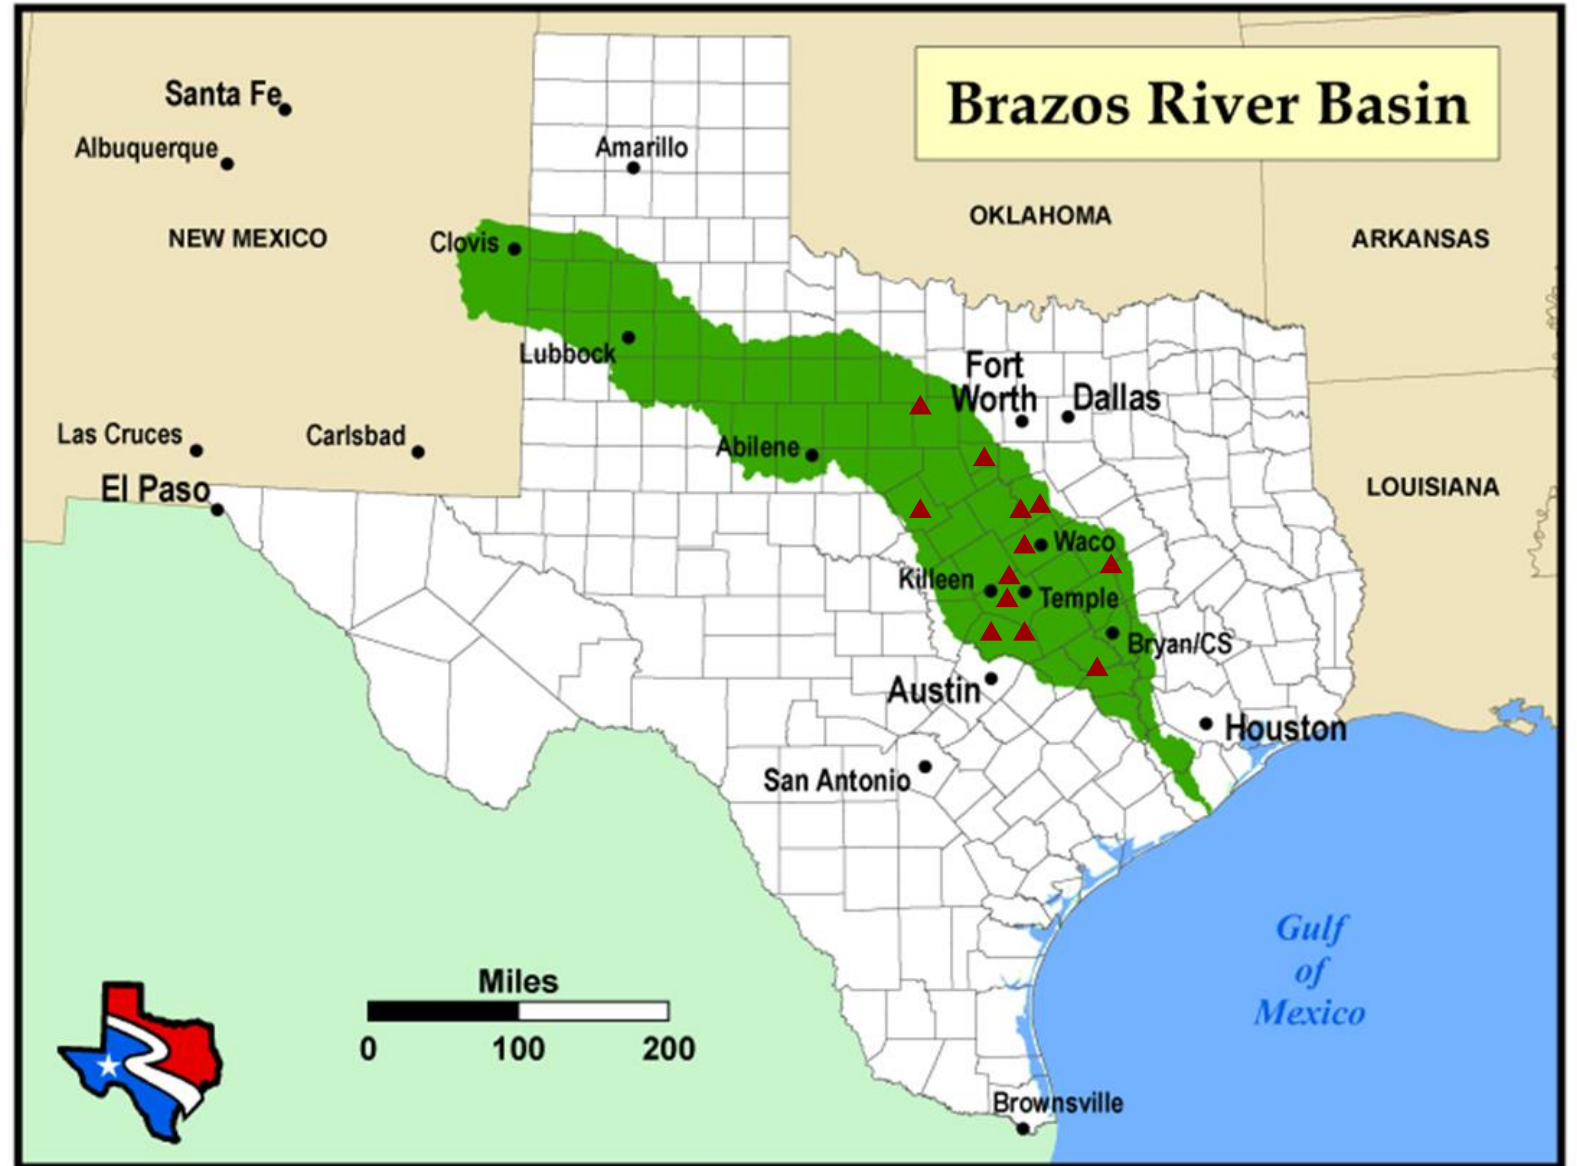 Brazos River Basin
Santa Fe
Albuquerque
Amarillo
OKLAHOMA
NEW MEXICO
ARKANSAS
Clovis
Lubbock
Fort
Worth
Dallas
Las Cruces
Carlsbad
Abilene
El Paso
LOUISIANA
Waco
Killeen
Temple
Bryan/CS
Austin
Houston
San Antonio
Gulf
of
Mexico
Miles
0 100 200
Brownsville